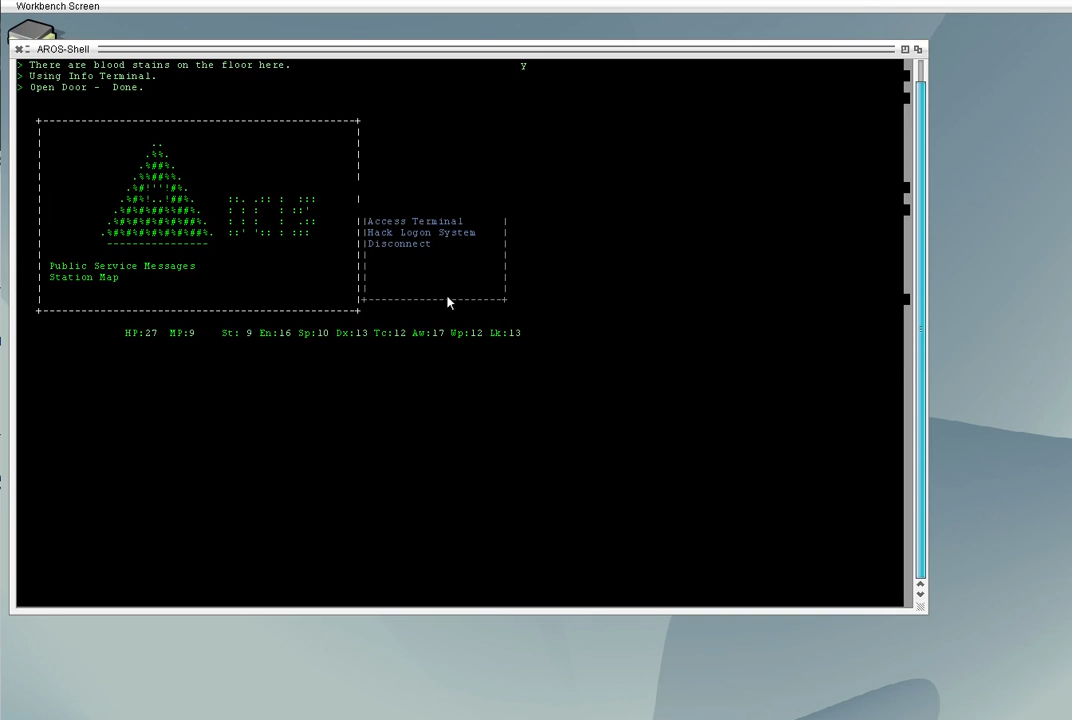 Workbench Screen
AROS-Shell
> There are blood stains on the floor here. y
> Using Info Terminal.
> Open Door - Done.
Access Terminal
Hack Logon System
Disconnect
Public Service Messages
Station Map
HP:27 MP:9 St: 9 En:16 Sp:10 Dx:13 Tc:12 Aw:17 Wp:12 Lk:13